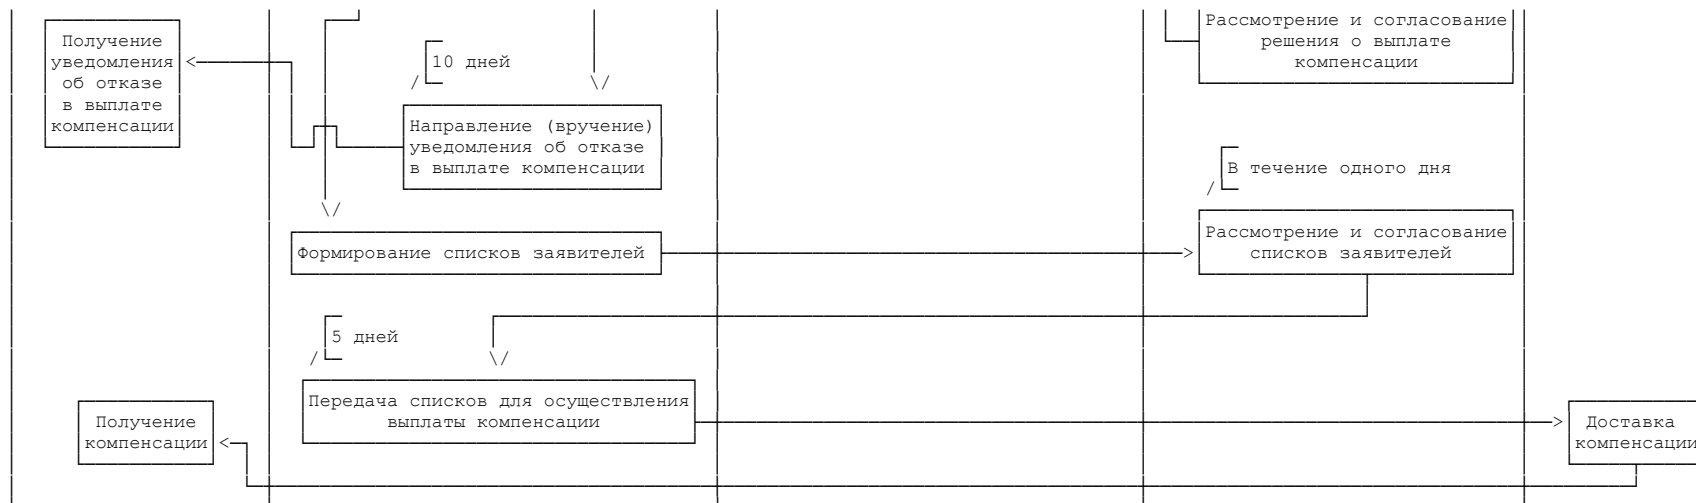 Получение
уведомления
об отказе
в выплате
компенсации
10 дней
Рассмотрение и согласование
решения о выплате
компенсации
Направление (вручение)
уведомления об отказе
в выплате компенсации
В течение одного дня
Формирование списков заявителей
Рассмотрение и согласование
списков заявителей
5 дней
Передача списков для осуществления
выплаты компенсации
Получение
компенсации
Доставка
компенсации